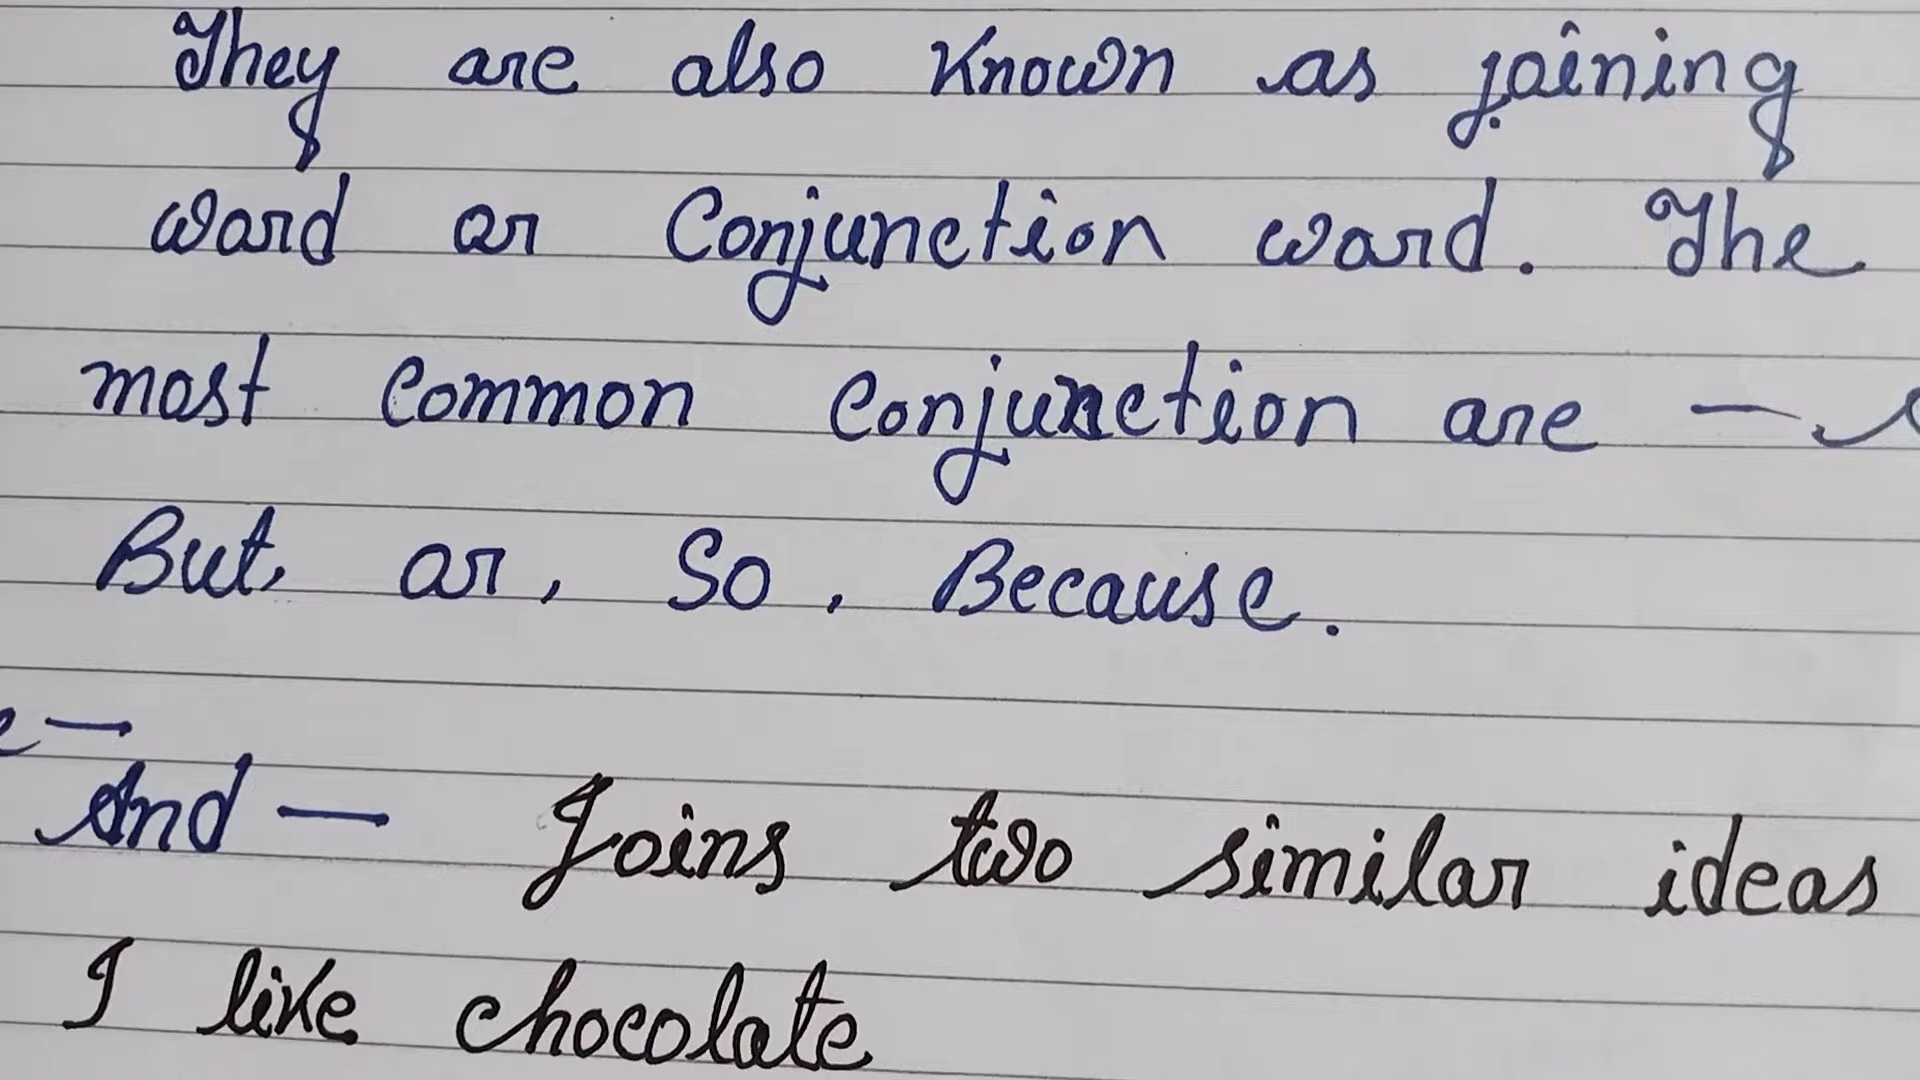 They are also known as joining
word or Conjunction word. The
most common conjunction are —
But, or, So, Because.
And — Joins two similar ideas
I like chocolate